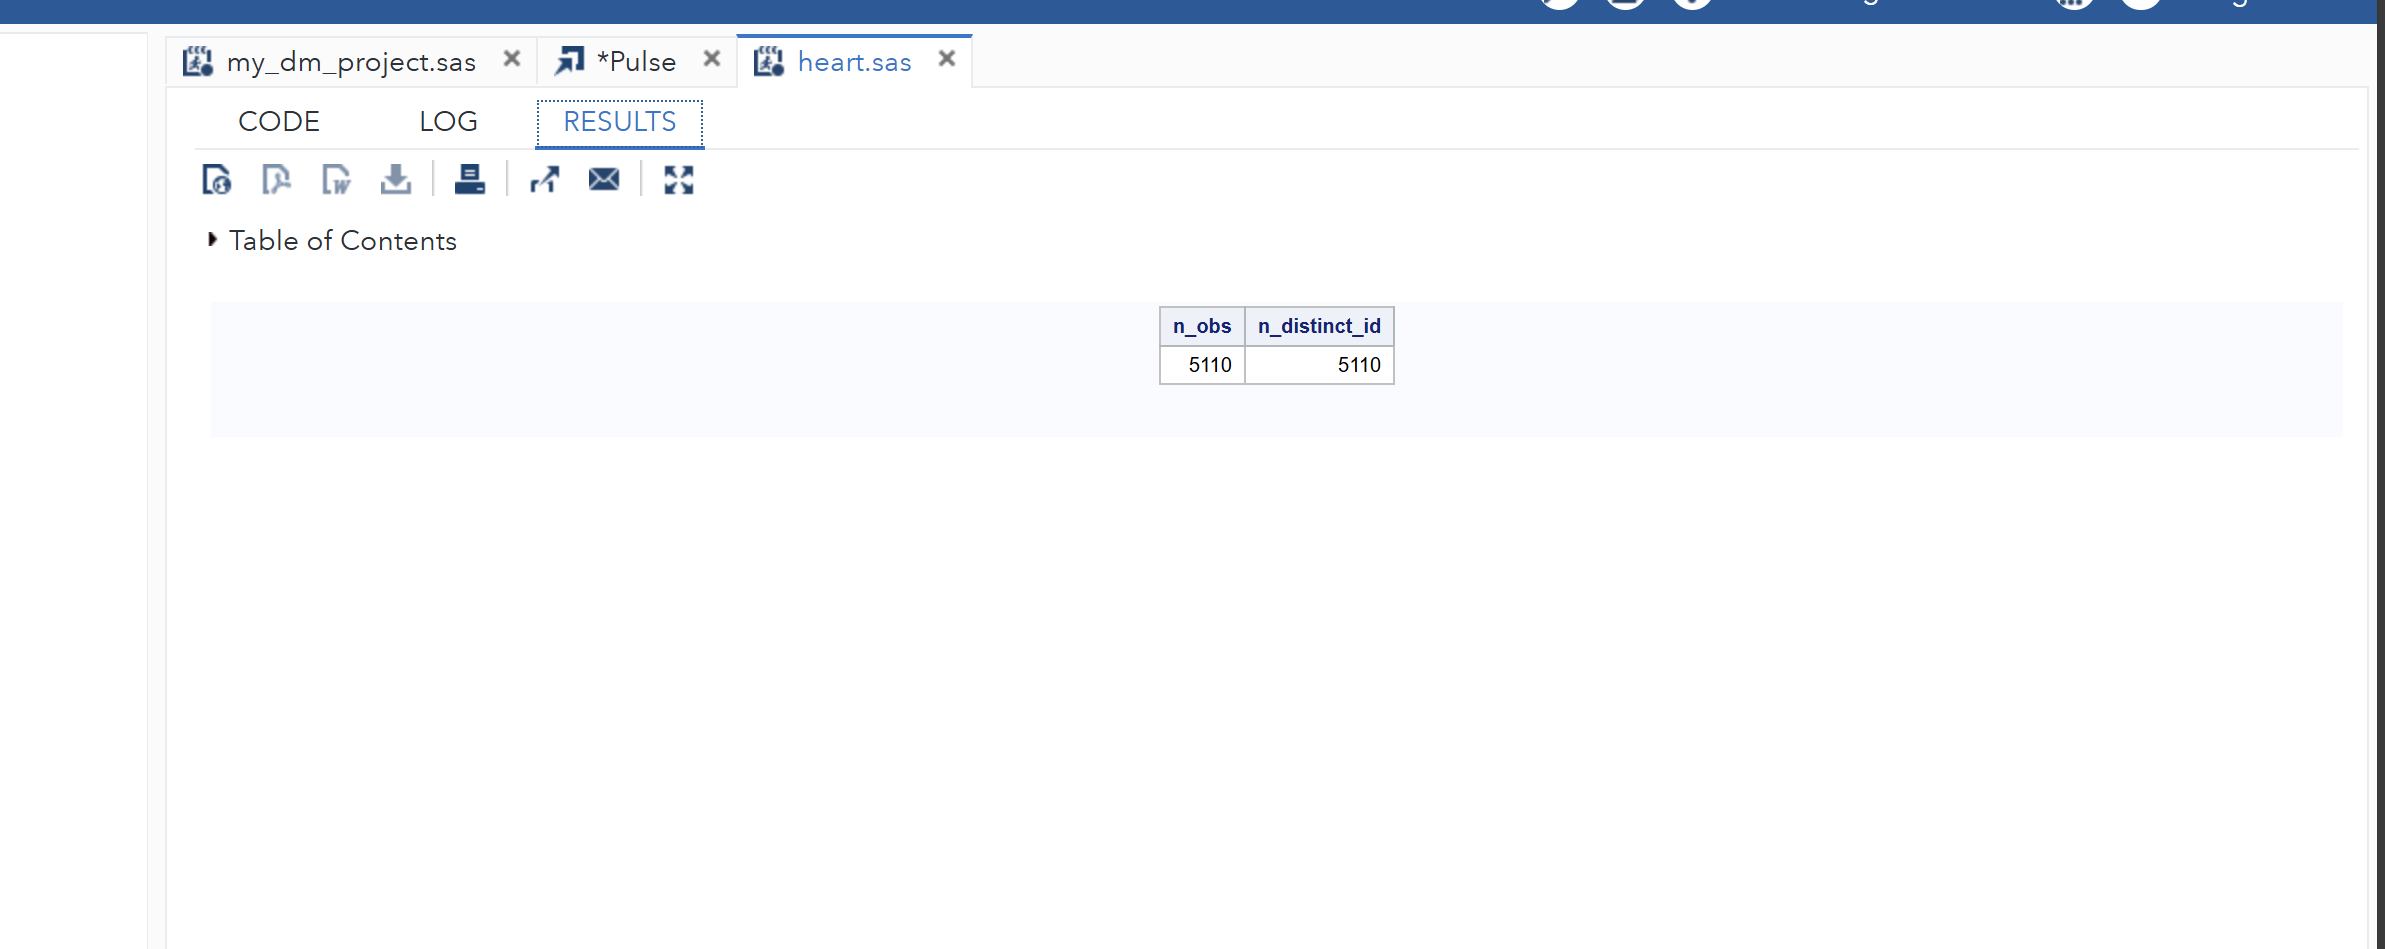 my_dm_project.sas *Pulse heart.sas
CODE LOG RESULTS
Table of Contents
n_obs n_distinct_id
5110 5110